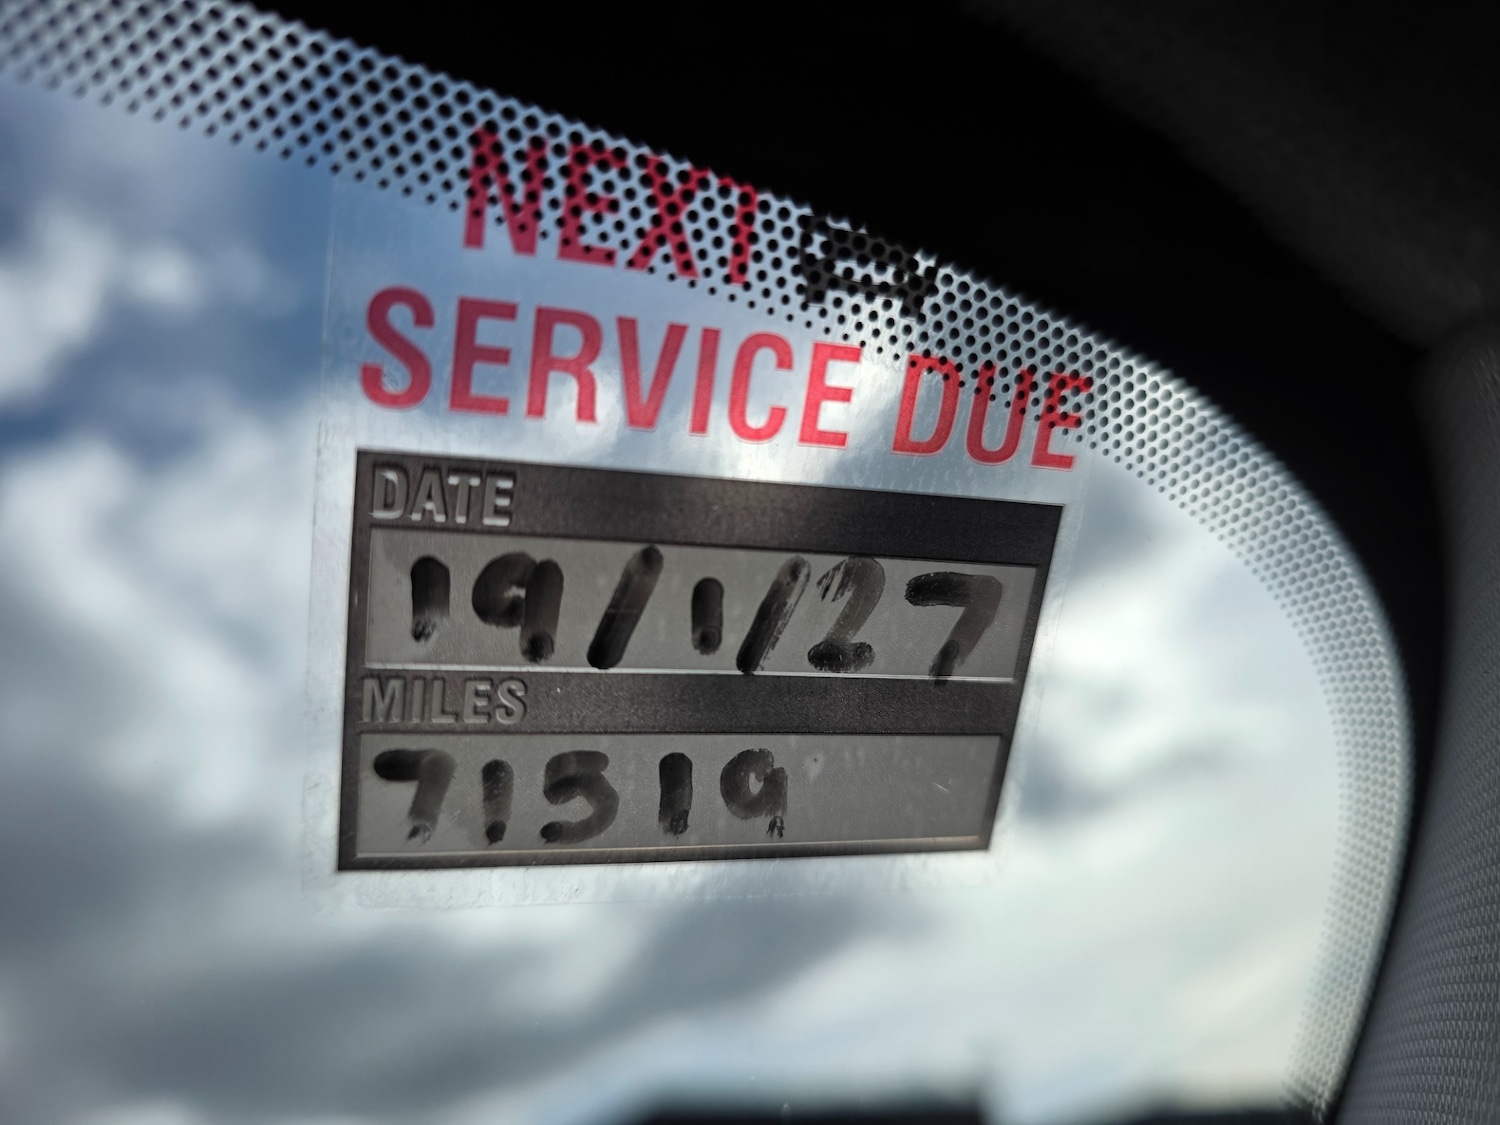 NEXT
SERVICE DUE
DATE
19/1/27
MILES
71519